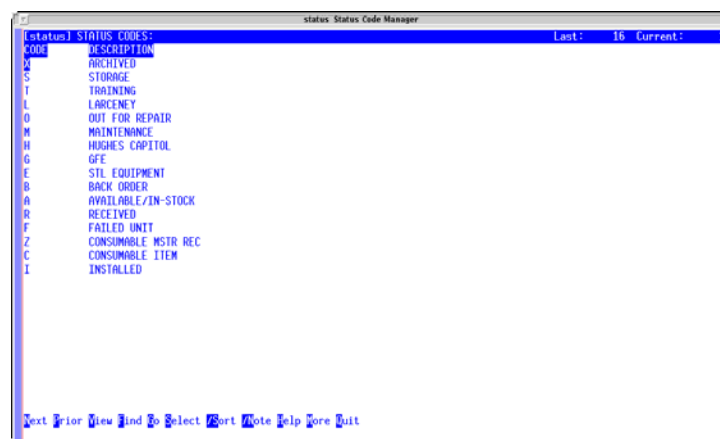 status Status Code Manager
[status] STATUS CODES: Last: 16 Current:
CODE DESCRIPTION
X ARCHIVED
S STORAGE
T TRAINING
L LARCENEY
O OUT FOR REPAIR
M MAINTENANCE
H HUGHES CAPITOL
G GFE
E STL EQUIPMENT
B BACK ORDER
A AVAILABLE/IN-STOCK
R RECEIVED
F FAILED UNIT
Z CONSUMABLE MSTR REC
C CONSUMABLE ITEM
I INSTALLED
Next Prior View Find Go Select /Sort /Note Help More Quit